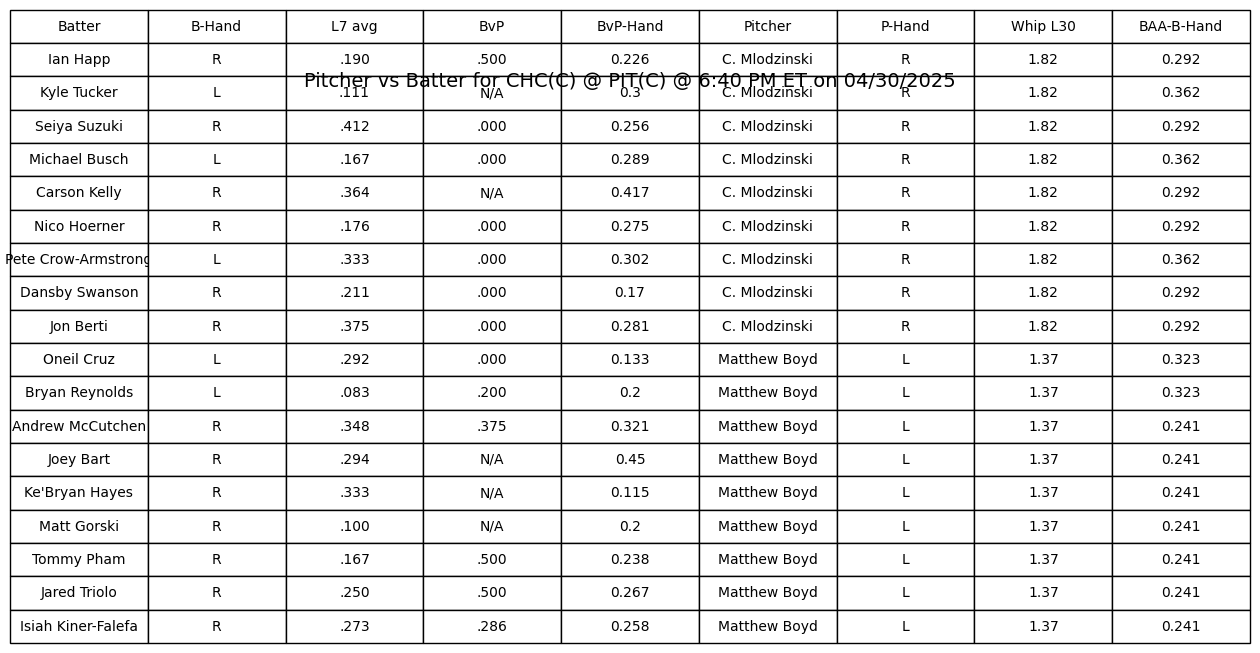 Batter B-Hand L7 avg BvP BvP-Hand Pitcher P-Hand Whip L30 BAA-B-Hand
Ian Happ R .190 .500 0.226 C. Mlodzinski R 1.82 0.292
Pitcher vs Batter for CHC(C) @ PIT(C) @ 6:40 PM ET on 04/30/2025
Kyle Tucker L .111 N/A 0.3 C. Mlodzinski R 1.82 0.362
Seiya Suzuki R .412 .000 0.256 C. Mlodzinski R 1.82 0.292
Michael Busch L .167 .000 0.289 C. Mlodzinski R 1.82 0.362
Carson Kelly R .364 N/A 0.417 C. Mlodzinski R 1.82 0.292
Nico Hoerner R .176 .000 0.275 C. Mlodzinski R 1.82 0.292
Pete Crow-Armstrong L .333 .000 0.302 C. Mlodzinski R 1.82 0.362
Dansby Swanson R .211 .000 0.17 C. Mlodzinski R 1.82 0.292
Jon Berti R .375 .000 0.281 C. Mlodzinski R 1.82 0.292
Oneil Cruz L .292 .000 0.133 Matthew Boyd L 1.37 0.323
Bryan Reynolds L .083 .200 0.2 Matthew Boyd L 1.37 0.323
Andrew McCutchen R .348 .375 0.321 Matthew Boyd L 1.37 0.241
Joey Bart R .294 N/A 0.45 Matthew Boyd L 1.37 0.241
Ke'Bryan Hayes R .333 N/A 0.115 Matthew Boyd L 1.37 0.241
Matt Gorski R .100 N/A 0.2 Matthew Boyd L 1.37 0.241
Tommy Pham R .167 .500 0.238 Matthew Boyd L 1.37 0.241
Jared Triolo R .250 .500 0.267 Matthew Boyd L 1.37 0.241
Isiah Kiner-Falefa R .273 .286 0.258 Matthew Boyd L 1.37 0.241